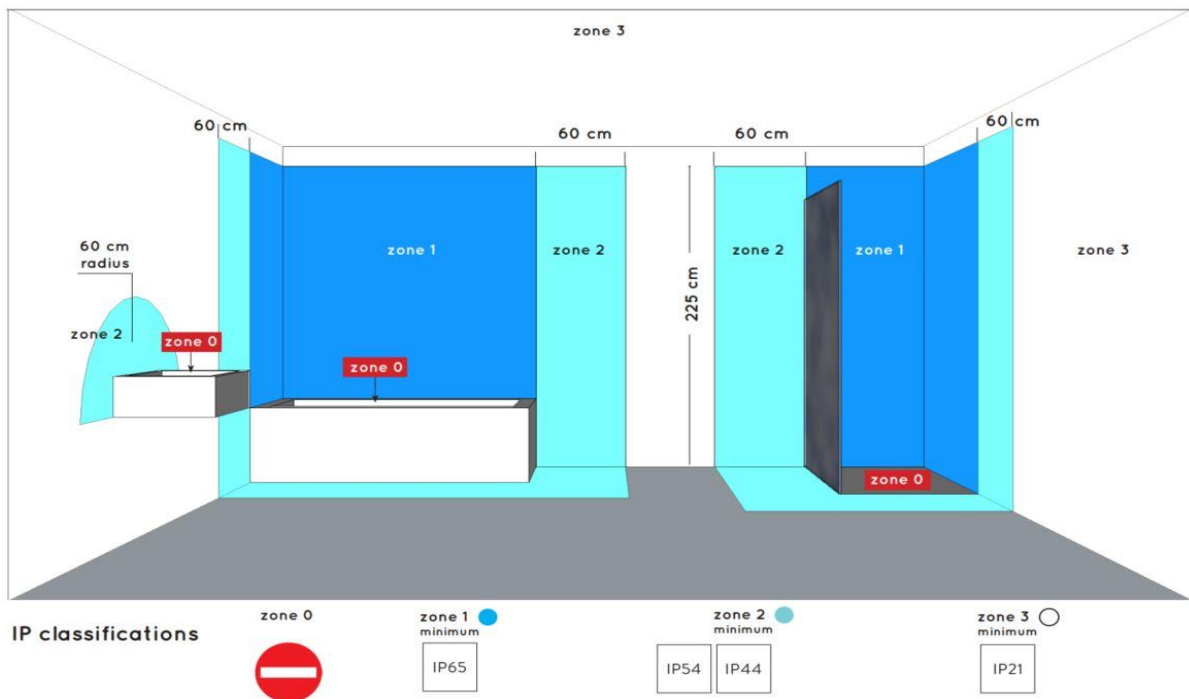 zone 3
60 cm
60 cm
60 cm
60 cm
60 cm
radius
zone 1
zone 2
zone 2
zone 1
zone 3
225 cm
zone 2
zone 0
zone 0
zone 0
IP classifications
zone 0
zone 1
minimum
IP65
zone 2
minimum
IP54
IP44
zone 3
minimum
IP21